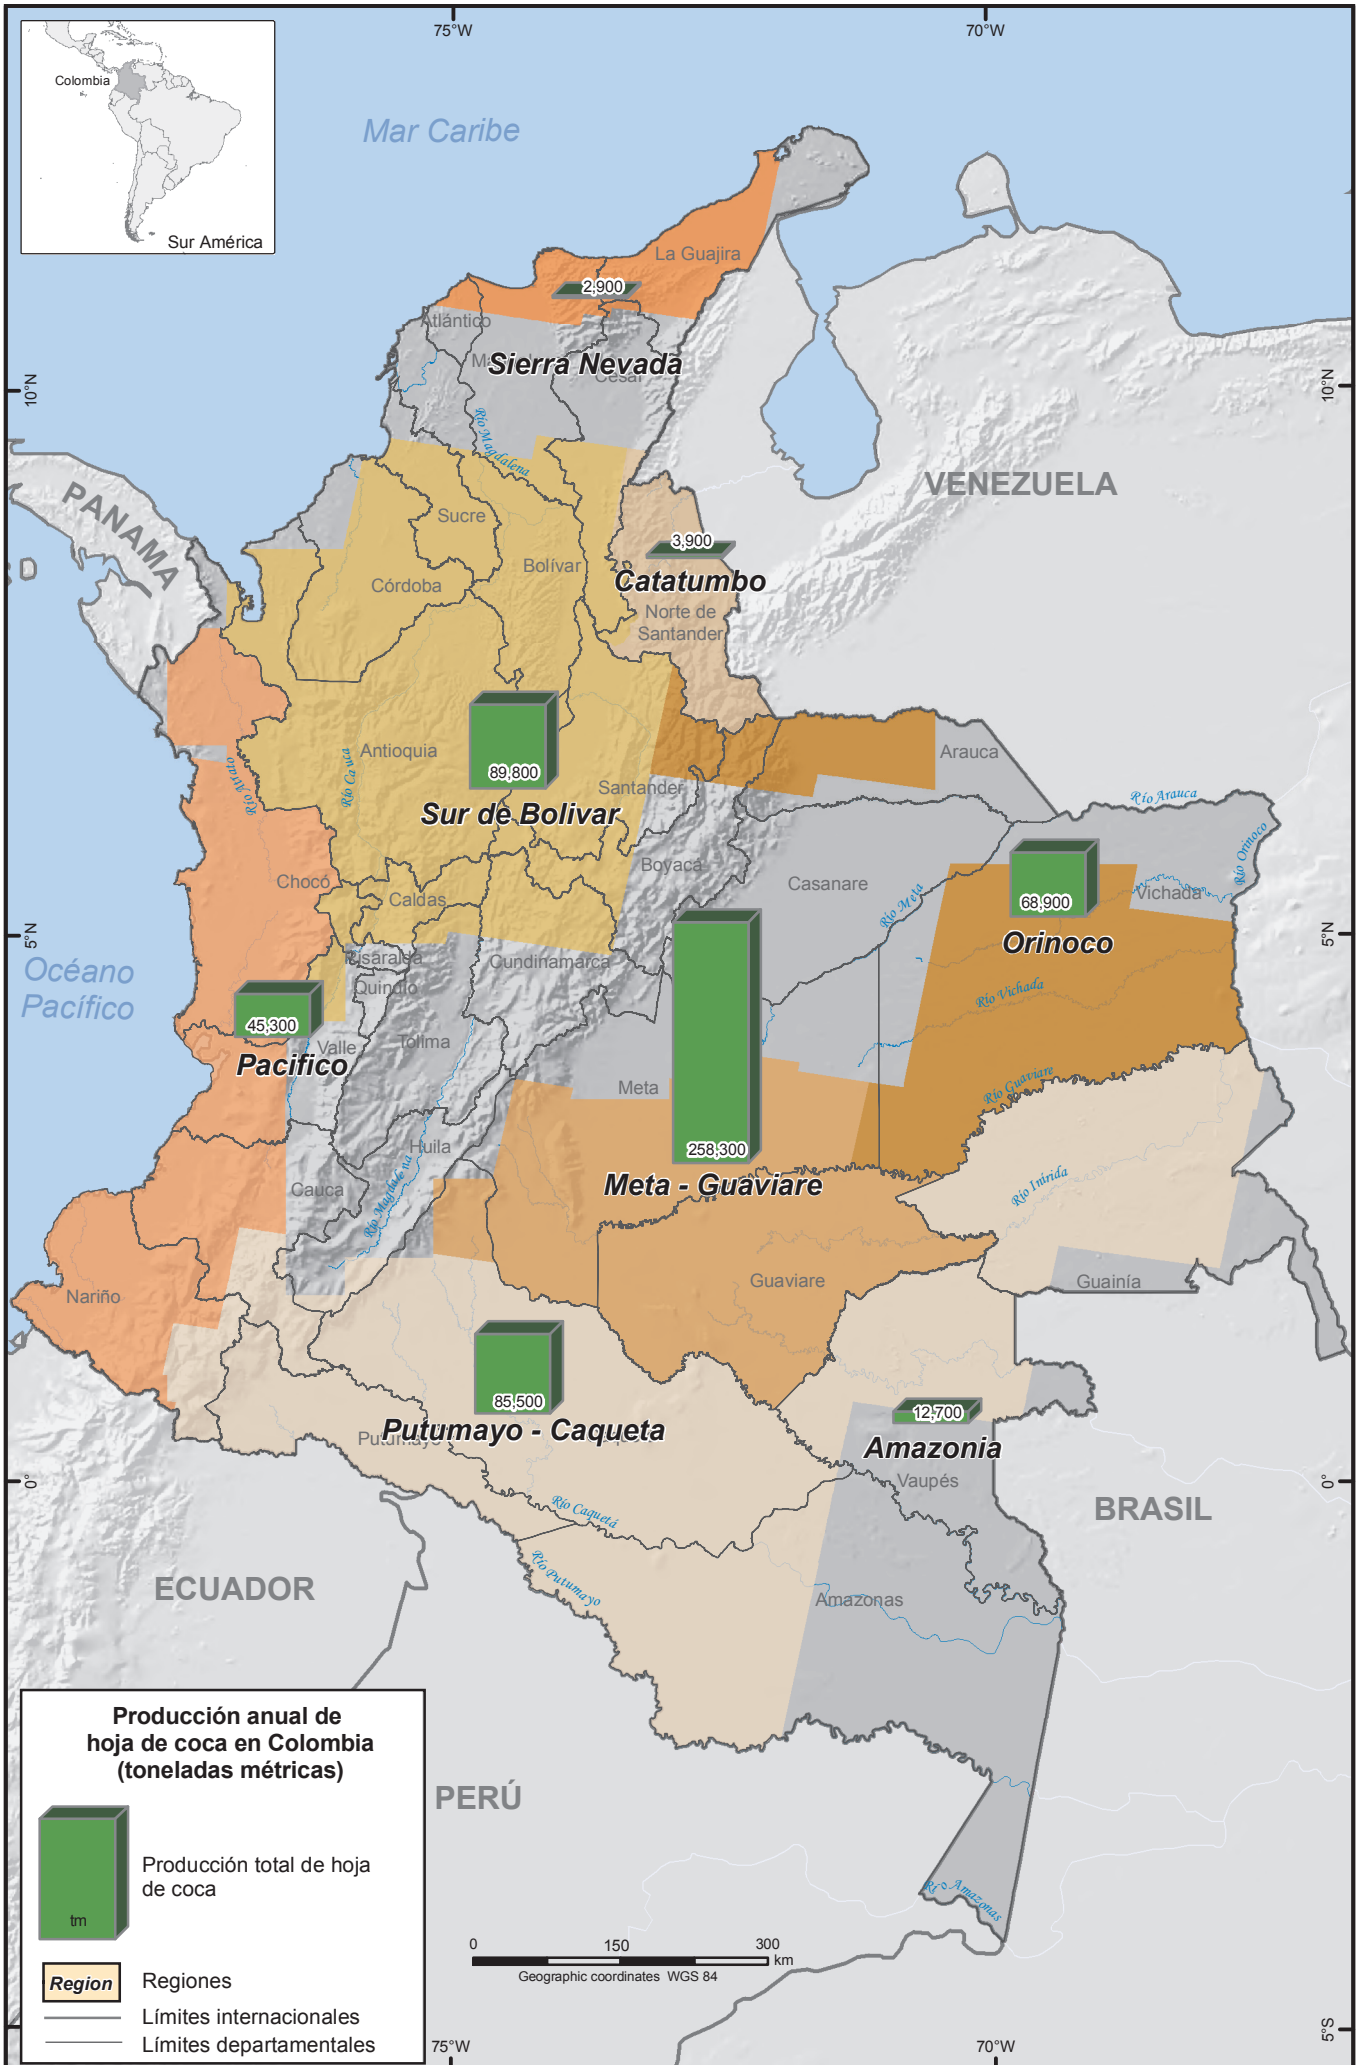 75°W
70°W
Colombia
Sur América
Mar Caribe
La Guajira
2,900
Atlántico
Sierra Nevada
Cesar
10°N
10°N
Río Magdalena
VENEZUELA
PANAMA
Sucre
3,900
Bolívar
Catatumbo
Córdoba
Norte de
Santander
Antioquia
Río Cauca
Río Atrato
89,800
Santander
Arauca
Río Arauca
Sur de Bolivar
Río Orinoco
Boyacá
Chocó
Caldas
Casanare
Río Meta
68,900
Vichada
5°N
5°N
Orinoco
Océano
Pacífico
Risaralda
Cundinamarca
Quindío
Río Vichada
45,300
Valle
Tolima
Pacifico
Meta
Río Guaviare
258,300
Huila
Meta - Guaviare
Cauca
Río Magdalena
Río Inírida
Nariño
Guaviare
Guainía
85,500
12,700
Putumayo - Caqueta
Putumayo
Amazonia
Vaupés
0°
0°
Río Caquetá
BRASIL
Río Putumayo
ECUADOR
Amazonas
Producción anual de
hoja de coca en Colombia
(toneladas métricas)
PERÚ
Producción total de hoja
de coca
tm
Río Amazonas
0 150 300
km
Geographic coordinates WGS 84
Region
Regiones
Límites internacionales
Límites departamentales
5°S
75°W
70°W